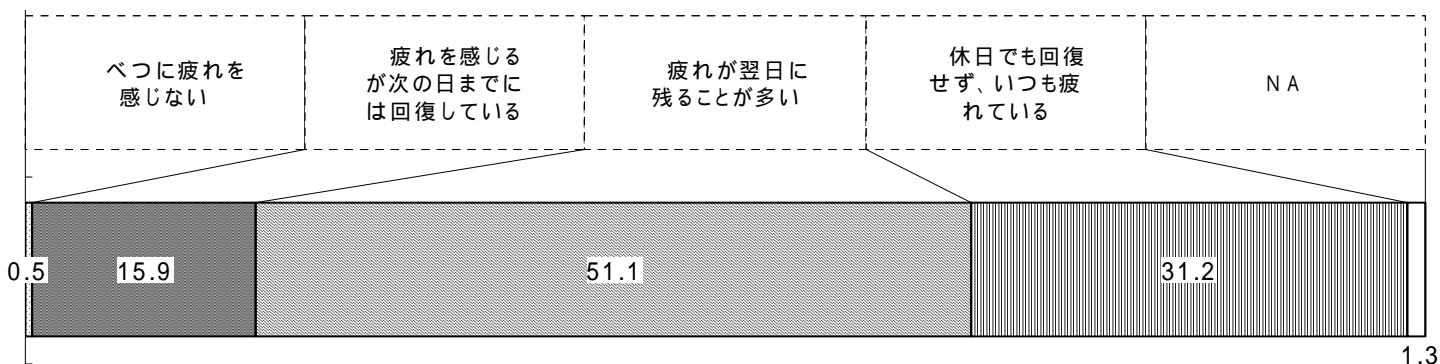 べつに疲れを
感じない
疲れを感じる
が次の日までに
は回復している
疲れが翌日に
残ることが多い
休日でも回復
せず、いつも疲
れている
ＮＡ
0.5
15.9
51.1
31.2
1.3